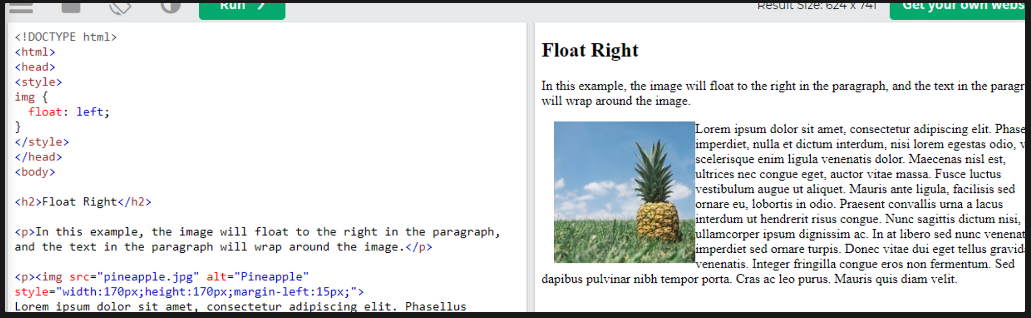 Run ❯
Result Size: 624 x 741
Get your own webs
<!DOCTYPE html>
<html>
<head>
<style>
img {
  float: left;
}
</style>
</head>
<body>
<h2>Float Right</h2>
<p>In this example, the image will float to the right in the paragraph,
and the text in the paragraph will wrap around the image.</p>
<p><img src="pineapple.jpg" alt="Pineapple"
style="width:170px;height:170px;margin-left:15px;">
Lorem ipsum dolor sit amet, consectetur adipiscing elit. Phasellus
Float Right
In this example, the image will float to the right in the paragraph, and the text in the paragr
will wrap around the image.
Lorem ipsum dolor sit amet, consectetur adipiscing elit. Phase
imperdiet, nulla et dictum interdum, nisi lorem egestas odio, v
scelerisque enim ligula venenatis dolor. Maecenas nisl est,
ultrices nec congue eget, auctor vitae massa. Fusce luctus
vestibulum augue ut aliquet. Mauris ante ligula, facilisis sed
ornare eu, lobortis in odio. Praesent convallis urna a lacus
interdum ut hendrerit risus congue. Nunc sagittis dictum nisi,
ullamcorper ipsum dignissim ac. In at libero sed nunc venenat
imperdiet sed ornare turpis. Donec vitae dui eget tellus gravid
venenatis. Integer fringilla congue eros non fermentum. Sed
dapibus pulvinar nibh tempor porta. Cras ac leo purus. Mauris quis diam velit.